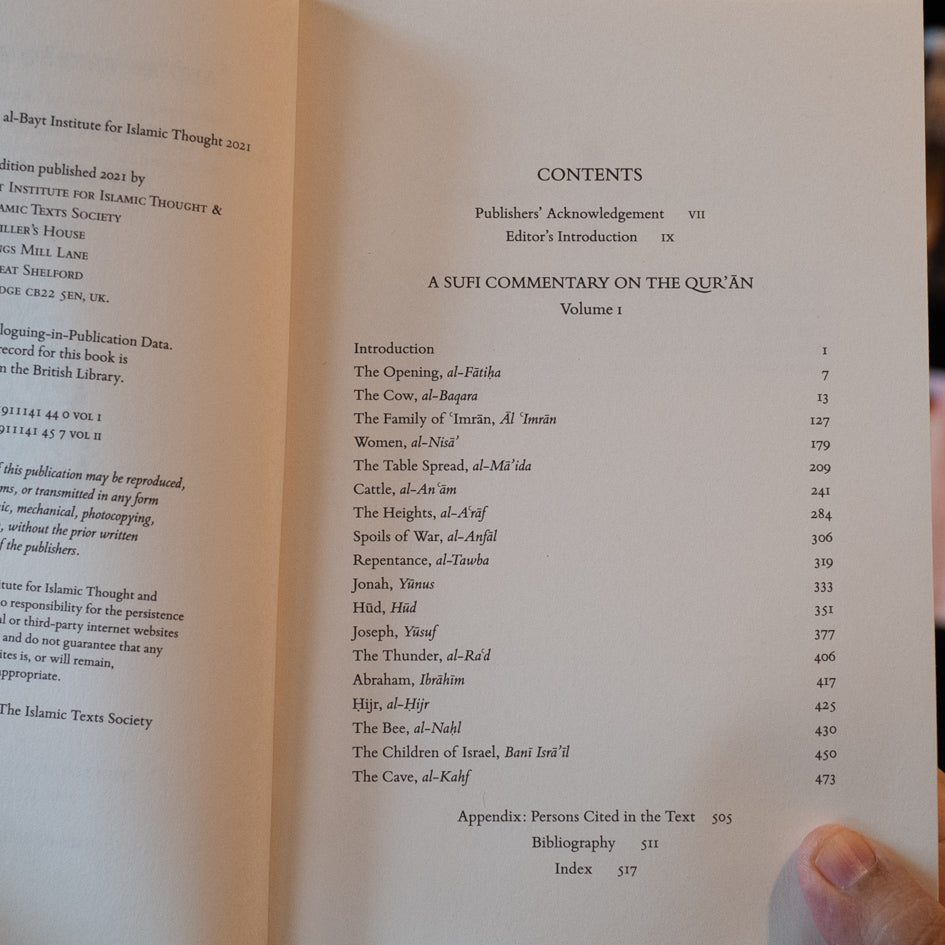 al-Bayt Institute for Islamic Thought 2021
dition published 2021 by
INSTITUTE FOR ISLAMIC THOUGHT &
AMIC TEXTS SOCIETY
ILLER'S HOUSE
NGS MILL LANE
EAT SHELFORD
DGE CB22 5EN, UK.
loguing-in-Publication Data.
record for this book is
n the British Library.
911141 44 0 VOL I
911141 45 7 VOL II
f this publication may be reproduced,
ms, or transmitted in any form
ic, mechanical, photocopying,
, without the prior written
f the publishers.
tute for Islamic Thought and
o responsibility for the persistence
al or third-party internet websites
and do not guarantee that any
ites is, or will remain,
ppropriate.
The Islamic Texts Society
CONTENTS
Publishers' Acknowledgement VII
Editor's Introduction IX
A SUFI COMMENTARY ON THE QUR'ĀN
Volume I
Introduction 1
The Opening, al-Fātiḥa 7
The Cow, al-Baqara 13
The Family of ʿImrān, Āl ʿImrān 127
Women, al-Nisāʾ 179
The Table Spread, al-Māʾida 209
Cattle, al-Anʿām 241
The Heights, al-Aʿrāf 284
Spoils of War, al-Anfāl 306
Repentance, al-Tawba 319
Jonah, Yūnus 333
Hūd, Hūd 351
Joseph, Yūsuf 377
The Thunder, al-Raʿd 406
Abraham, Ibrāhīm 417
Ḥijr, al-Ḥijr 425
The Bee, al-Naḥl 430
The Children of Israel, Banī Isrāʾīl 450
The Cave, al-Kahf 473
Appendix: Persons Cited in the Text 505
Bibliography 511
Index 517